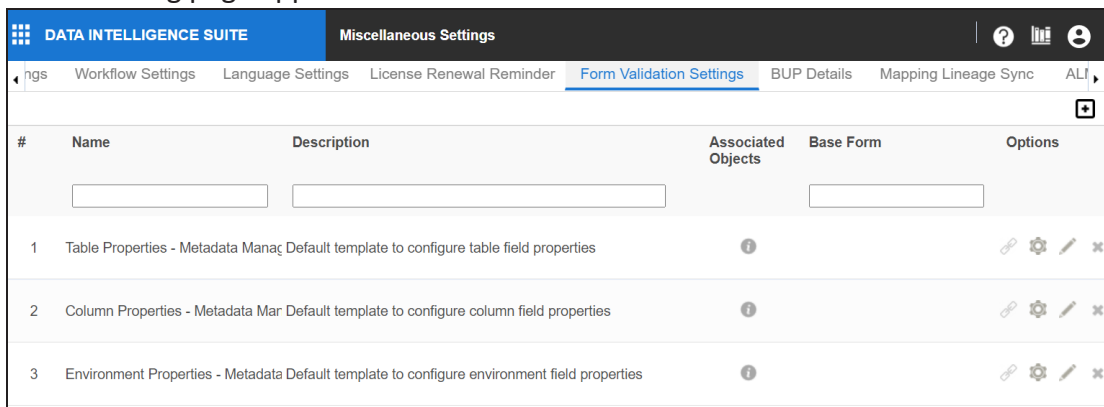 DATA INTELLIGENCE SUITE Miscellaneous Settings
ngs Workflow Settings Language Settings License Renewal Reminder Form Validation Settings BUP Details Mapping Lineage Sync
# Name Description Associated Objects Base Form Options
1 Table Properties - Metadata Manag Default template to configure table field properties
2 Column Properties - Metadata Mar Default template to configure column field properties
3 Environment Properties - Metadata Default template to configure environment field properties